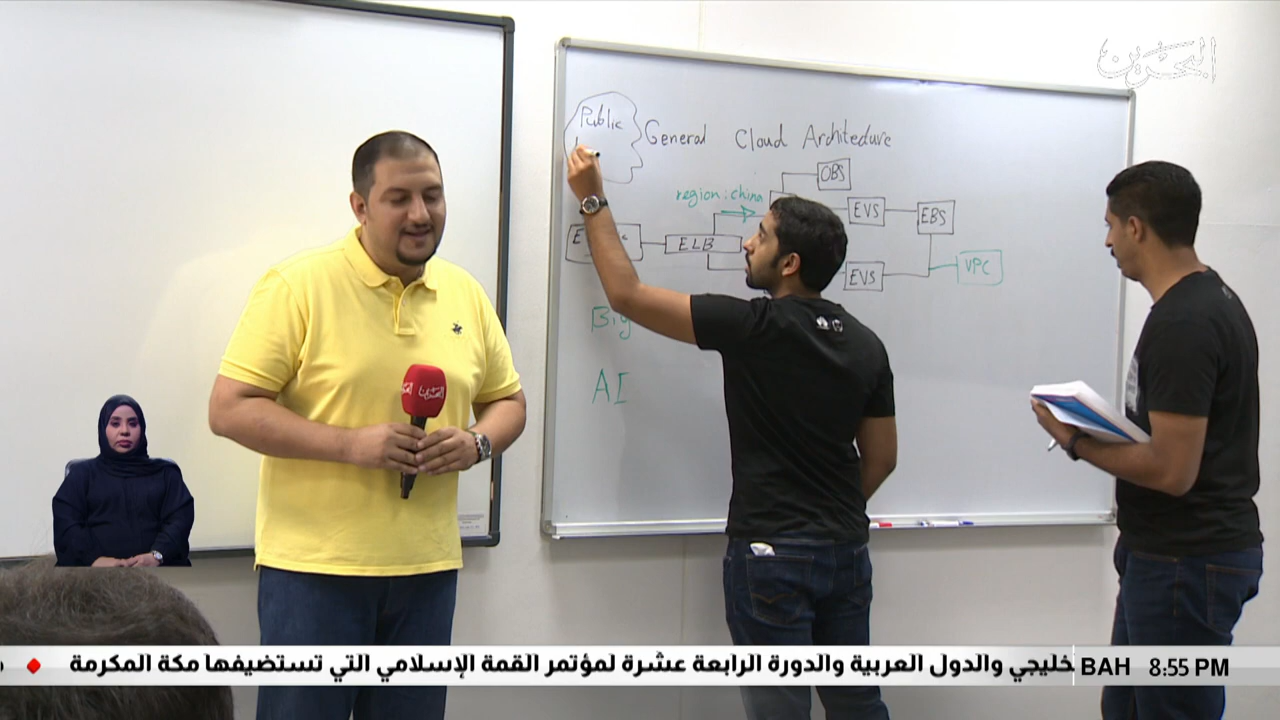 البحرين
Public
General Cloud Architedure
OBS
region: china
EVS
EBS
ELB
EVS
VPC
Big
AI
البحرين
خليجي والدول العربية والدورة الرابعة عشرة لمؤتمر القمة الإسلامي التي تستضيفها مكة المكرمة
BAH 8:55 PM